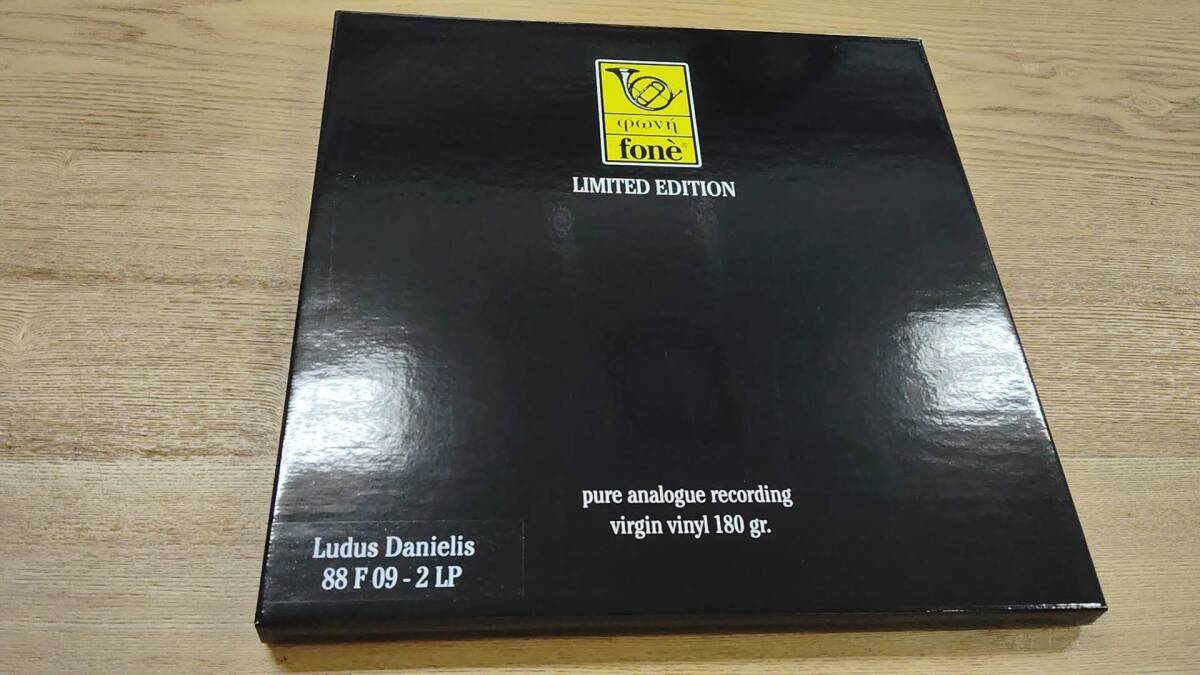 φωνή
fonè®
LIMITED EDITION
pure analogue recording
virgin vinyl 180 gr.
Ludus Danielis
88 F 09 - 2 LP